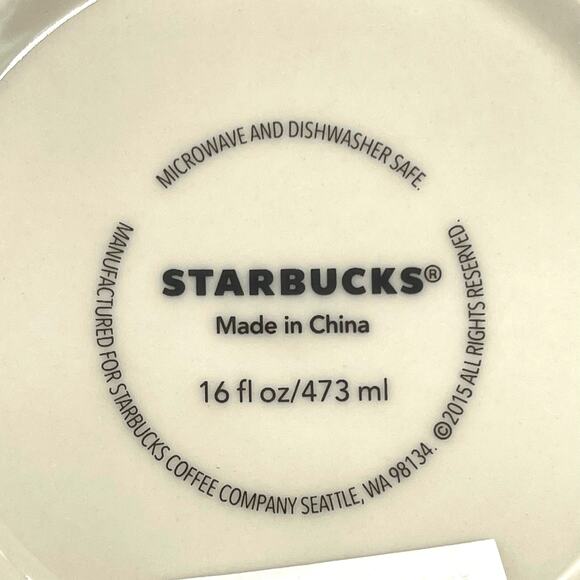 MICROWAVE AND DISHWASHER SAFE.
STARBUCKS®
Made in China
16 fl oz/473 ml
MANUFACTURED FOR STARBUCKS COFFEE COMPANY SEATTLE, WA 98134. ©2015 ALL RIGHTS RESERVED.